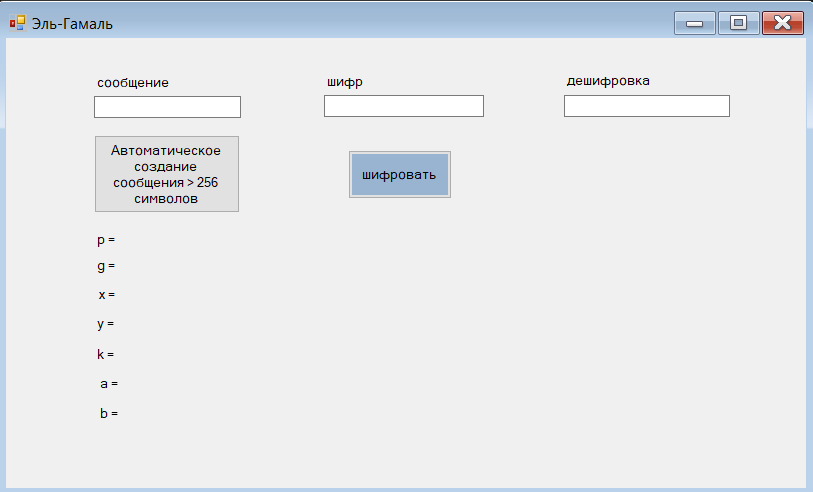 Эль-Гамаль
сообщение
шифр
дешифровка
Автоматическое
создание
сообщения > 256
символов
шифровать
p =
g =
x =
y =
k =
a =
b =